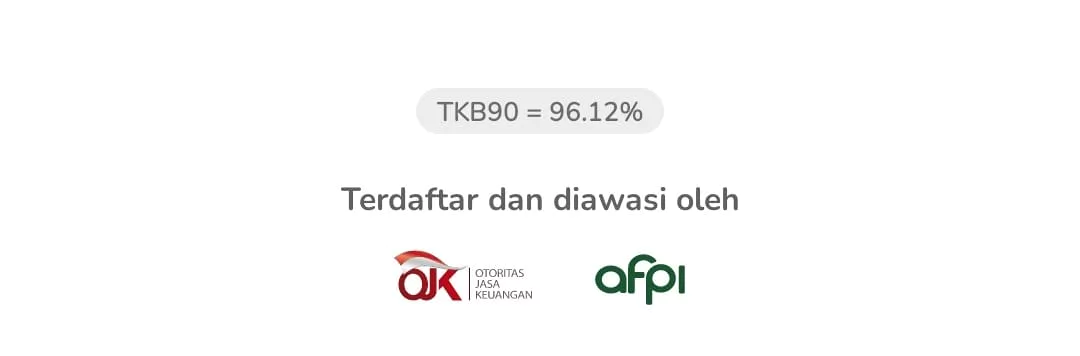 TKB90 = 96.12%
Terdaftar dan diawasi oleh
OJK OTORITAS
JASA
KEUANGAN
afpi